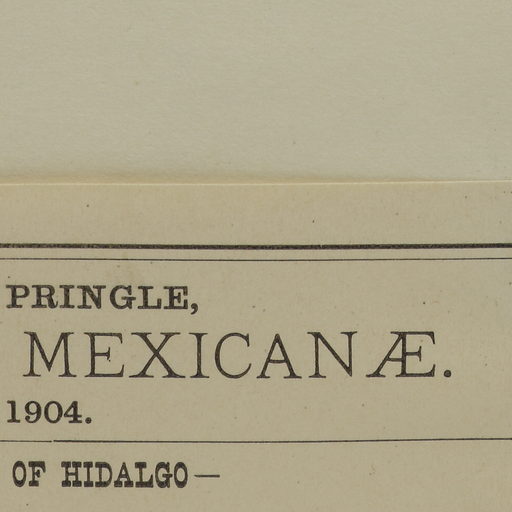 PRINGLE,
MEXICANÆ.
1904.
OF HIDALGO—